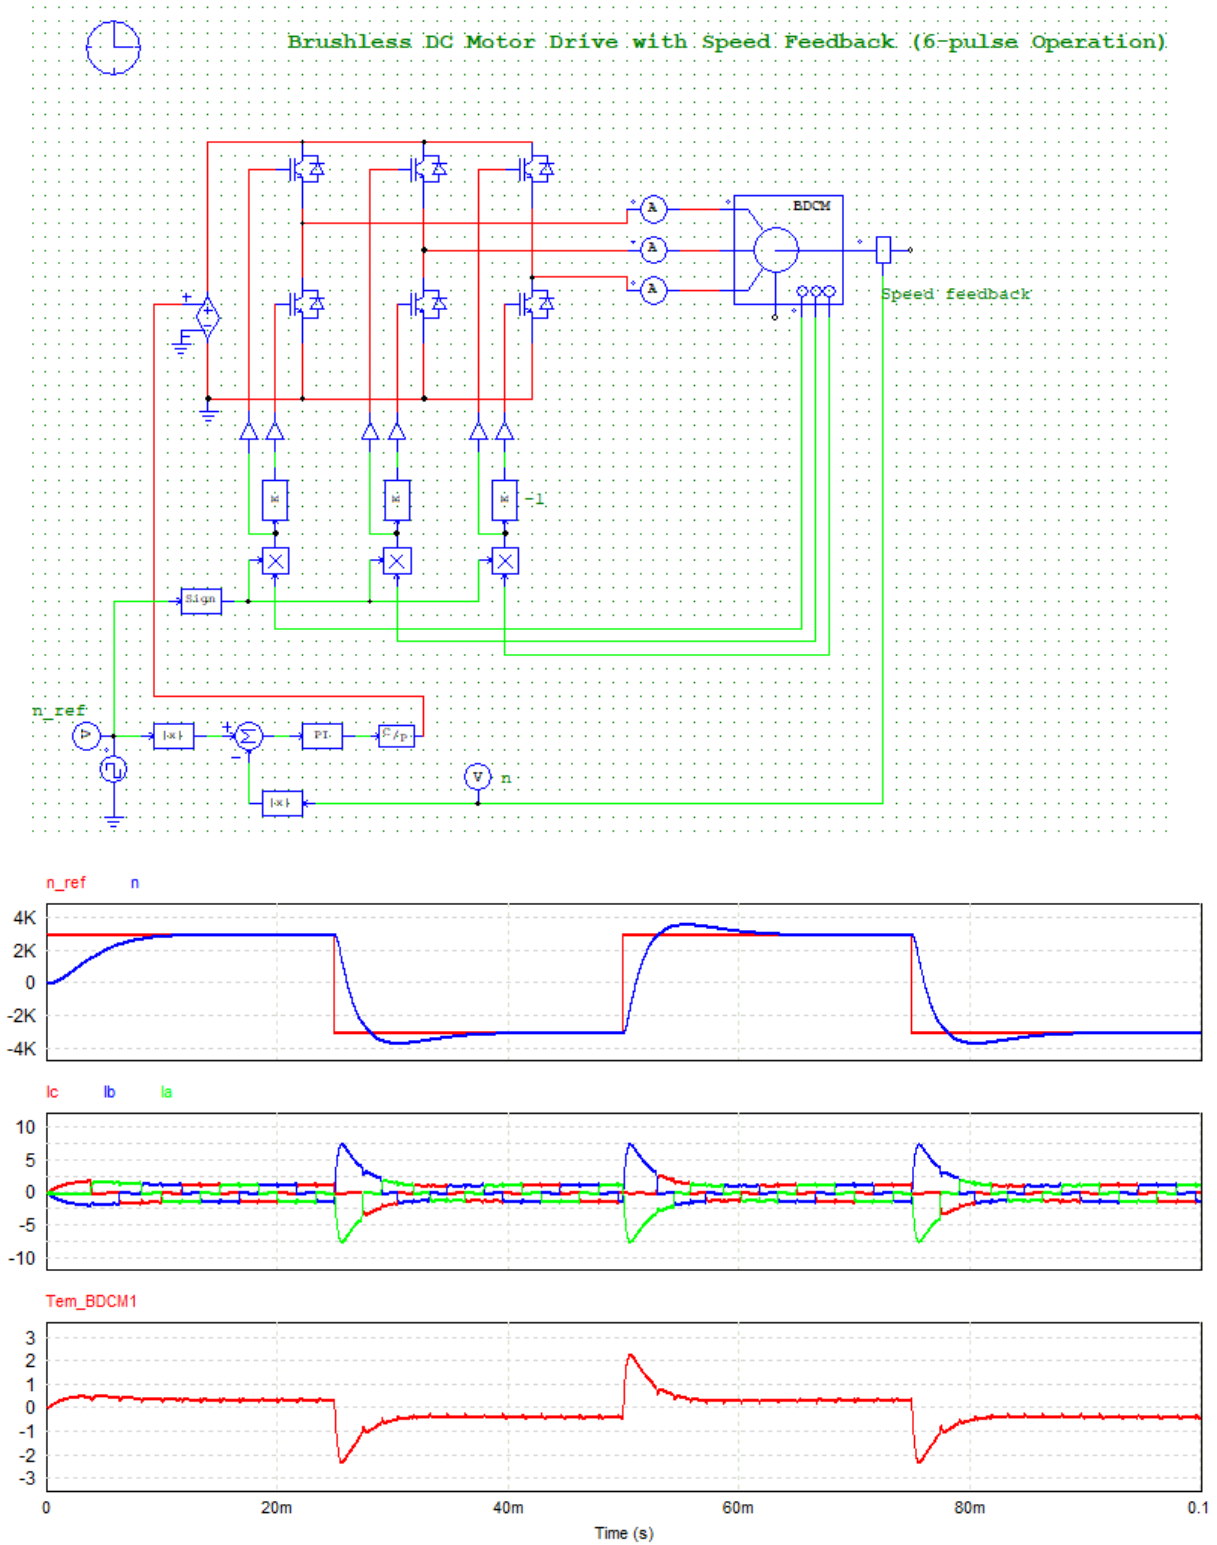 Brushless DC Motor Drive with Speed Feedback (6-pulse Operation)
A
BDCM
A
A
Speed feedback
K
K
K
-1
Sign
n_ref
V
|x|
+
Σ
-
PI
C/P
V
n
|x|
n_ref n
4K
2K
0
-2K
-4K
Ic Ib Ia
10
5
0
-5
-10
Tem_BDCM1
3
2
1
0
-1
-2
-3
0 20m 40m 60m 80m 0.1
Time (s)